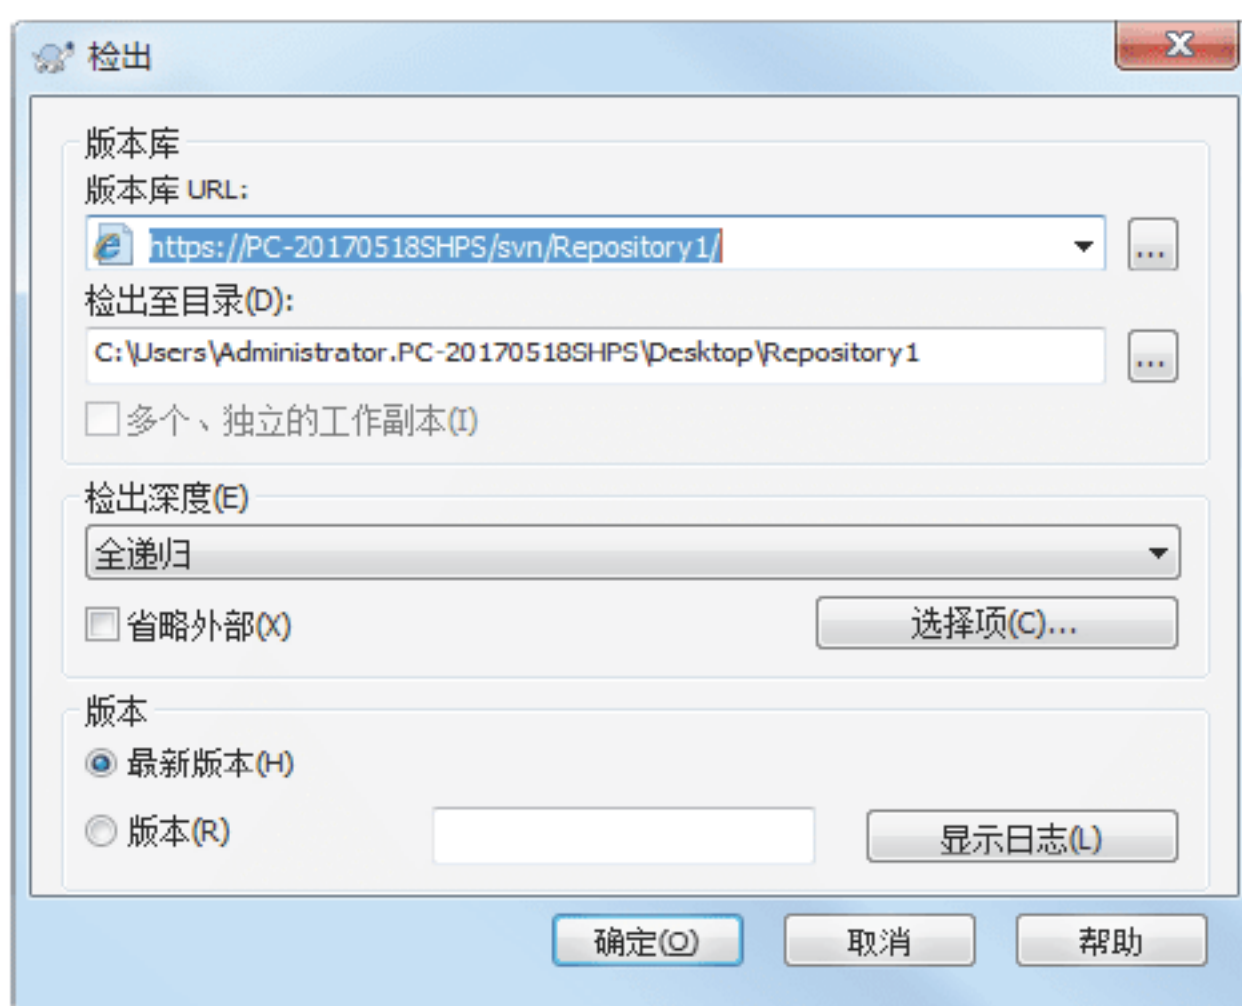 检出
版本库
版本库 URL:
https://PC-20170518SHPS/svn/Repository1/
...
检出至目录(D):
C:\Users\Administrator.PC-20170518SHPS\Desktop\Repository1
...
多个、独立的工作副本(I)
检出深度(E)
全递归
省略外部(X)
选择项(C)...
版本
最新版本(H)
版本(R)
显示日志(L)
确定(O)
取消
帮助